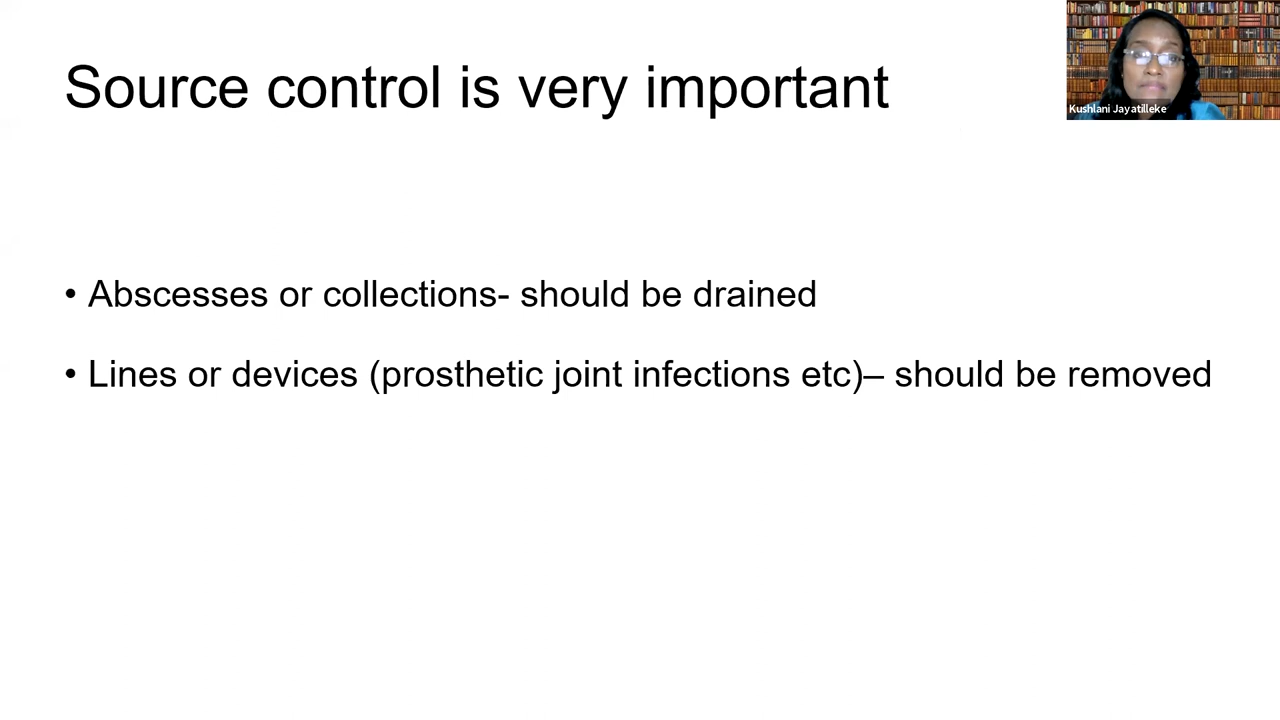 Source control is very important
Kushlani Jayatilleke
• Abscesses or collections- should be drained
• Lines or devices (prosthetic joint infections etc)– should be removed